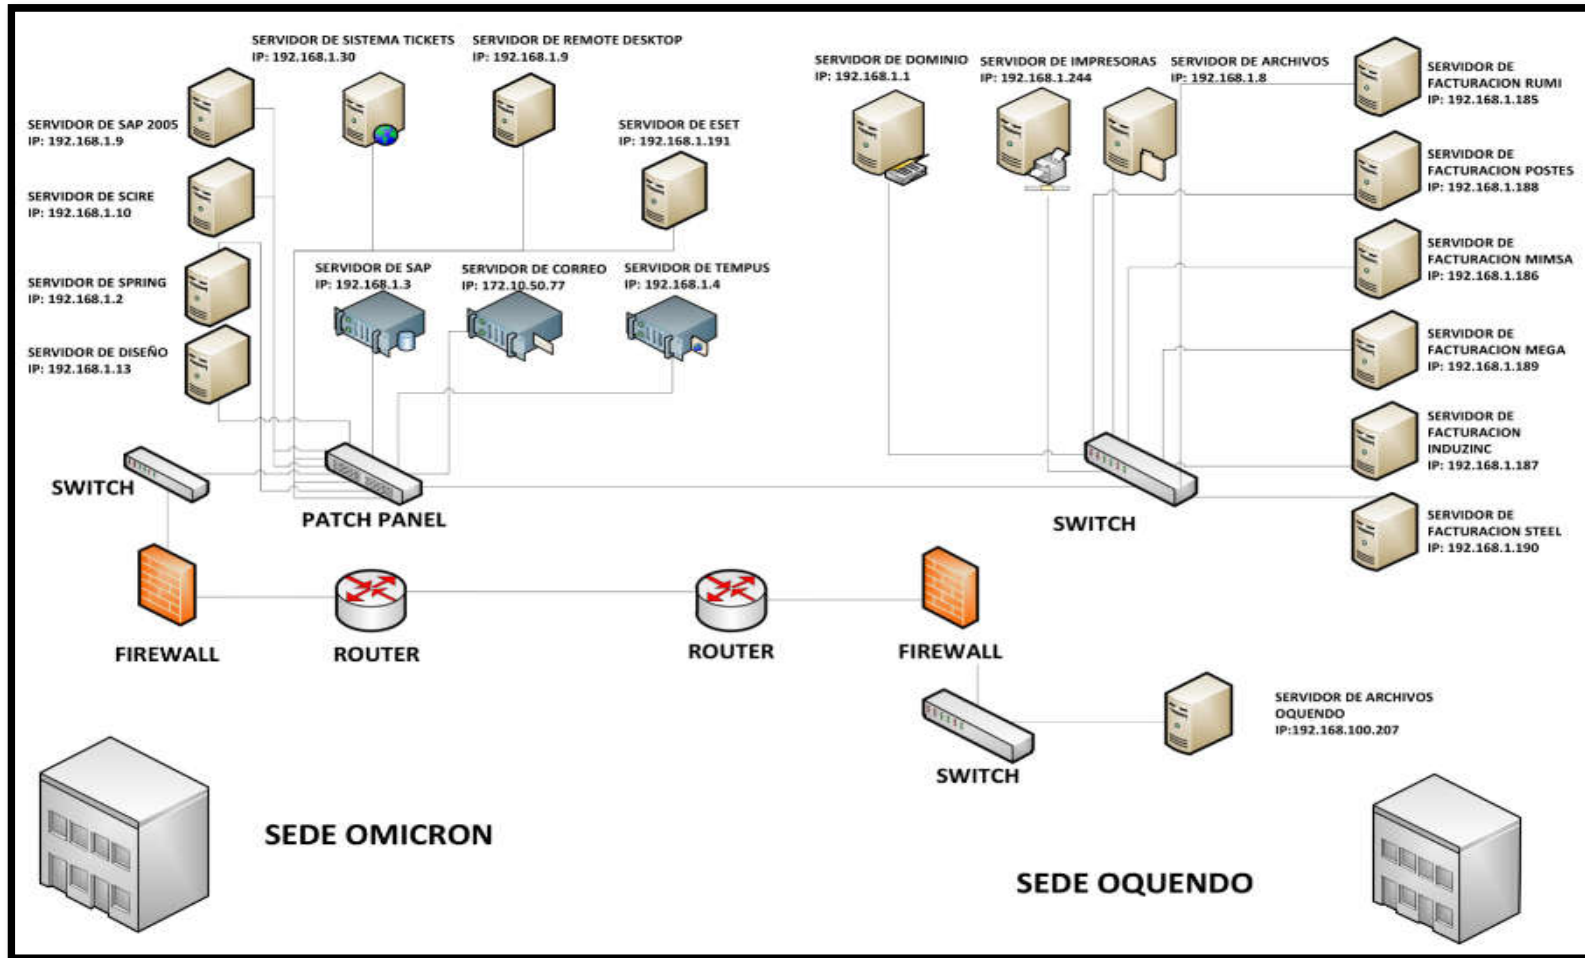 SERVIDOR DE SISTEMA TICKETS
IP: 192.168.1.30
SERVIDOR DE REMOTE DESKTOP
IP: 192.168.1.9
SERVIDOR DE DOMINIO
IP: 192.168.1.1
SERVIDOR DE IMPRESORAS
IP: 192.168.1.244
SERVIDOR DE ARCHIVOS
IP: 192.168.1.8
SERVIDOR DE
FACTURACION RUMI
IP: 192.168.1.185
SERVIDOR DE SAP 2005
IP: 192.168.1.9
SERVIDOR DE ESET
IP: 192.168.1.191
SERVIDOR DE
FACTURACION POSTES
IP: 192.168.1.188
SERVIDOR DE SCIRE
IP: 192.168.1.10
SERVIDOR DE
FACTURACION MIMSA
IP: 192.168.1.186
SERVIDOR DE SPRING
IP: 192.168.1.2
SERVIDOR DE SAP
IP: 192.168.1.3
SERVIDOR DE CORREO
IP: 172.10.50.77
SERVIDOR DE TEMPUS
IP: 192.168.1.4
SERVIDOR DE DISEÑO
IP: 192.168.1.13
SERVIDOR DE
FACTURACION MEGA
IP: 192.168.1.189
SERVIDOR DE
FACTURACION
INDUZINC
IP: 192.168.1.187
SWITCH
PATCH PANEL
SWITCH
SERVIDOR DE
FACTURACION STEEL
IP: 192.168.1.190
FIREWALL
ROUTER
ROUTER
FIREWALL
SERVIDOR DE ARCHIVOS
OQUENDO
IP:192.168.100.207
SWITCH
SEDE OMICRON
SEDE OQUENDO